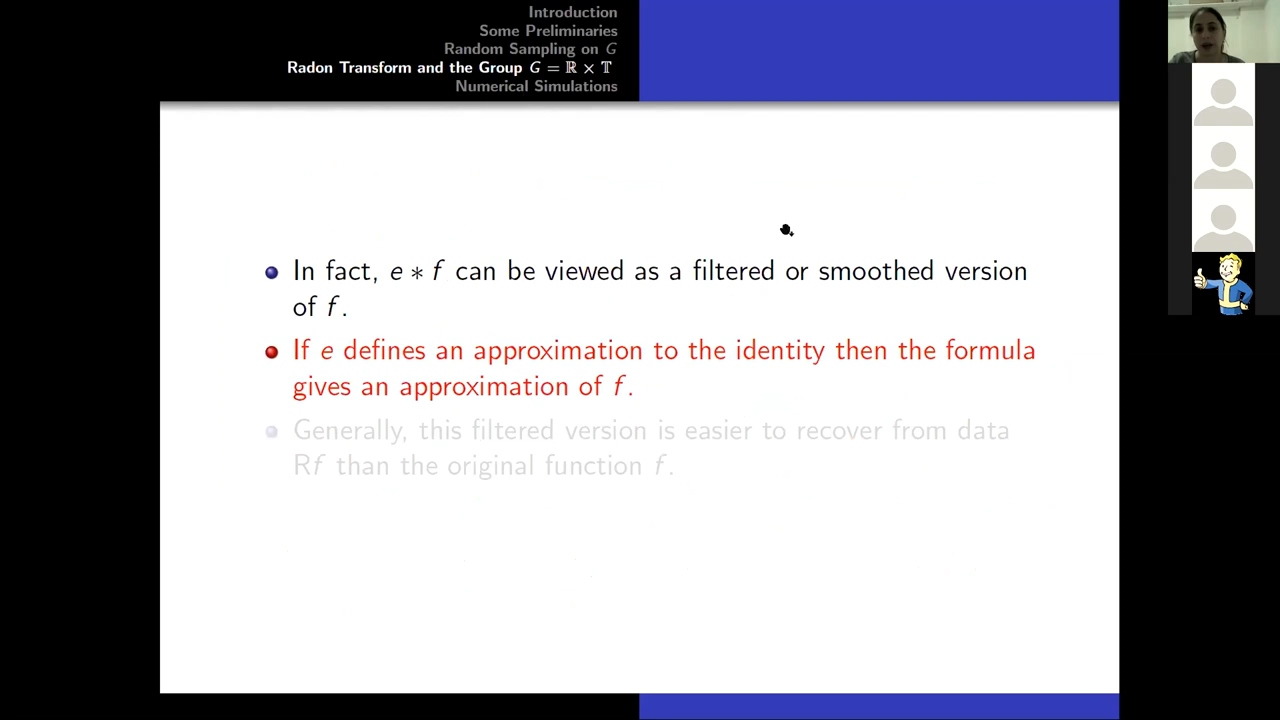 Introduction
Some Preliminaries
Random Sampling on G
Radon Transform and the Group G = ℝ × 𝕋
Numerical Simulations
In fact, e ∗ f can be viewed as a filtered or smoothed version
of f.
If e defines an approximation to the identity then the formula
gives an approximation of f.
Generally, this filtered version is easier to recover from data
Rf than the original function f.